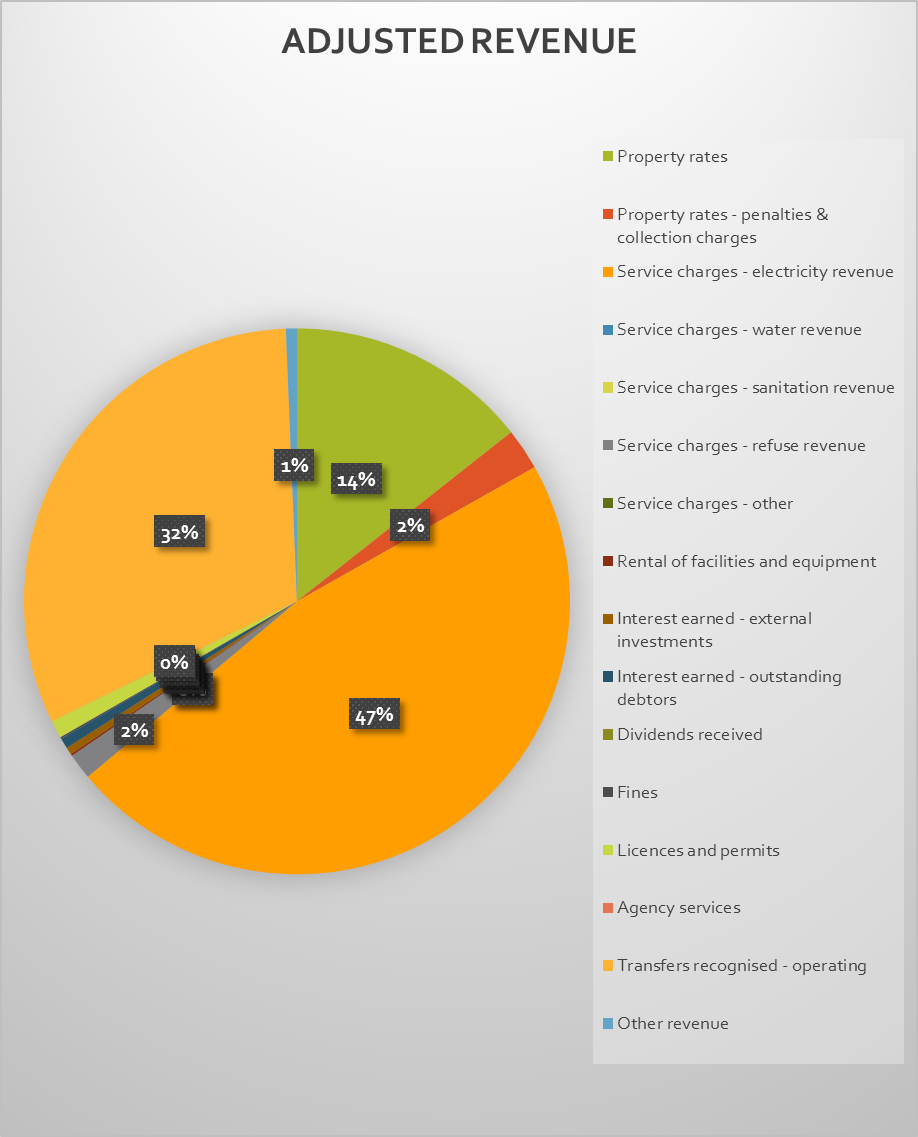 ADJUSTED REVENUE
Property rates
Property rates - penalties &
collection charges
Service charges - electricity revenue
Service charges - water revenue
Service charges - sanitation revenue
Service charges - refuse revenue
Service charges - other
Rental of facilities and equipment
Interest earned - external
investments
Interest earned - outstanding
debtors
Dividends received
Fines
Licences and permits
Agency services
Transfers recognised - operating
Other revenue
1%
14%
2%
32%
0%
47%
2%